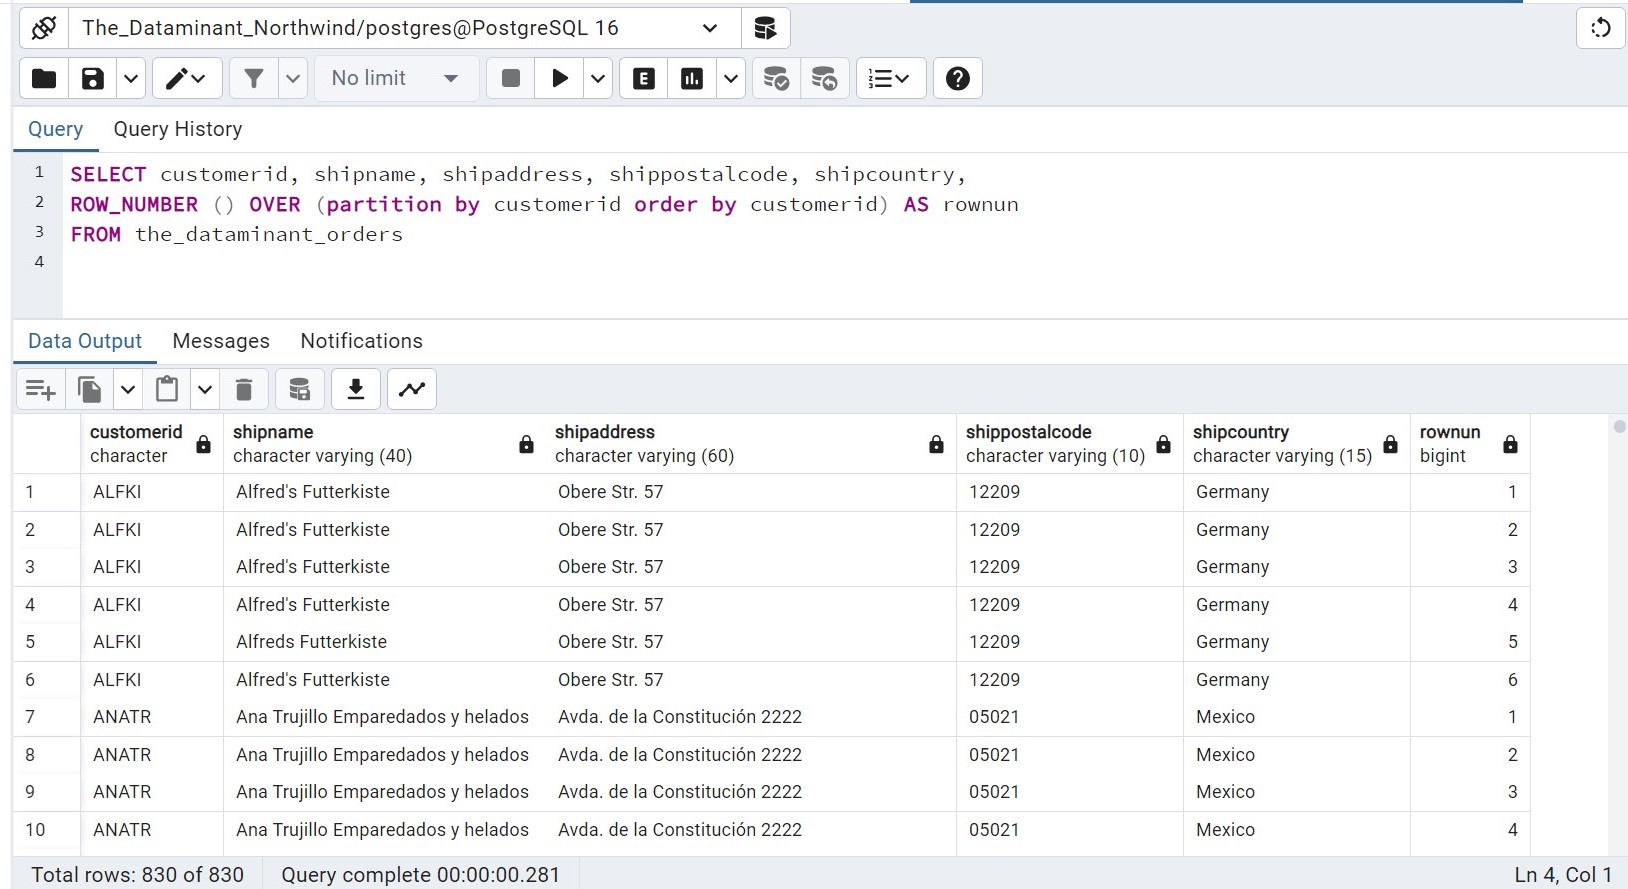 The_Dataminant_Northwind/postgres@PostgreSQL 16
No limit
E
Query Query History
1 SELECT customerid, shipname, shipaddress, shippostalcode, shipcountry,
2 ROW_NUMBER () OVER (partition by customerid order by customerid) AS rownun
3 FROM the_dataminant_orders
4
Data Output Messages Notifications
customerid shipname shipaddress shippostalcode shipcountry rownun
character character varying (40) character varying (60) character varying (10) character varying (15) bigint
1 ALFKI Alfred's Futterkiste Obere Str. 57 12209 Germany 1
2 ALFKI Alfred's Futterkiste Obere Str. 57 12209 Germany 2
3 ALFKI Alfred's Futterkiste Obere Str. 57 12209 Germany 3
4 ALFKI Alfred's Futterkiste Obere Str. 57 12209 Germany 4
5 ALFKI Alfreds Futterkiste Obere Str. 57 12209 Germany 5
6 ALFKI Alfred's Futterkiste Obere Str. 57 12209 Germany 6
7 ANATR Ana Trujillo Emparedados y helados Avda. de la Constitución 2222 05021 Mexico 1
8 ANATR Ana Trujillo Emparedados y helados Avda. de la Constitución 2222 05021 Mexico 2
9 ANATR Ana Trujillo Emparedados y helados Avda. de la Constitución 2222 05021 Mexico 3
10 ANATR Ana Trujillo Emparedados y helados Avda. de la Constitución 2222 05021 Mexico 4
Total rows: 830 of 830 Query complete 00:00:00.281 Ln 4, Col 1